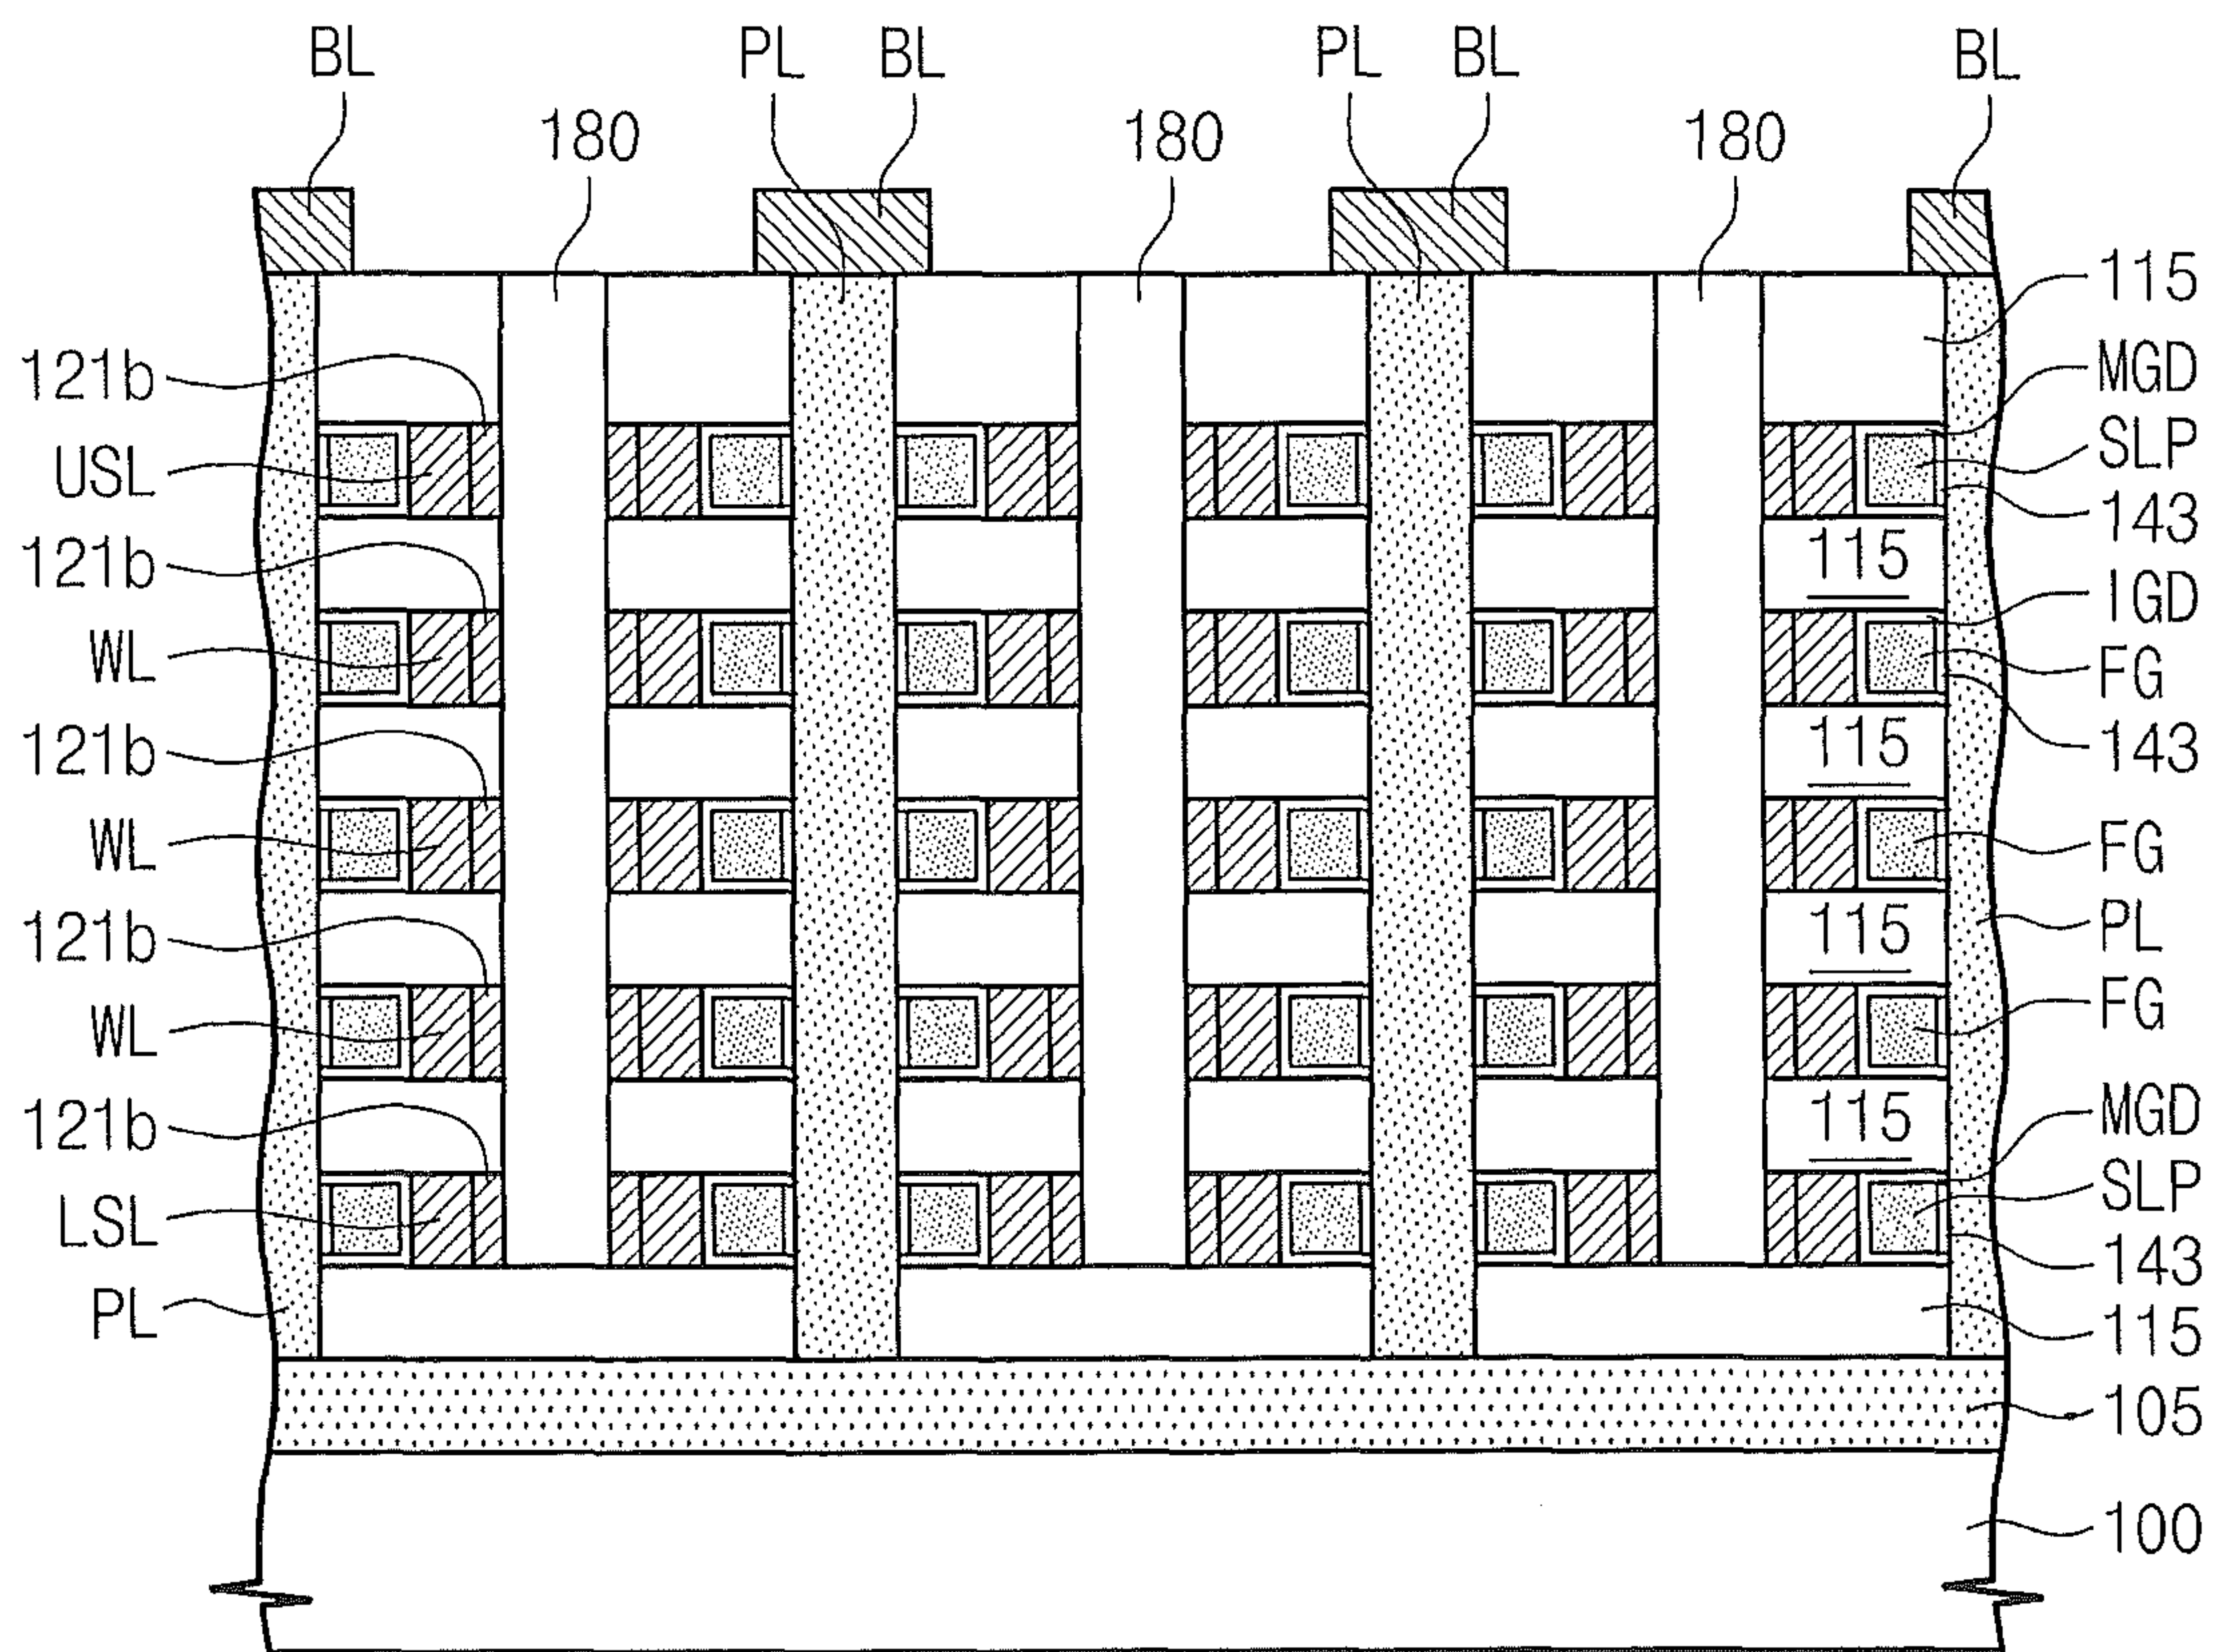 BL PL BL PL BL BL
180 180 180
115
121b MGD
USL SLP
143
121b 115 IGD
WL FG
121b 115 143
WL FG
121b 115 PL
WL FG
121b 115 MGD
LSL SLP
143
PL 115
105
100